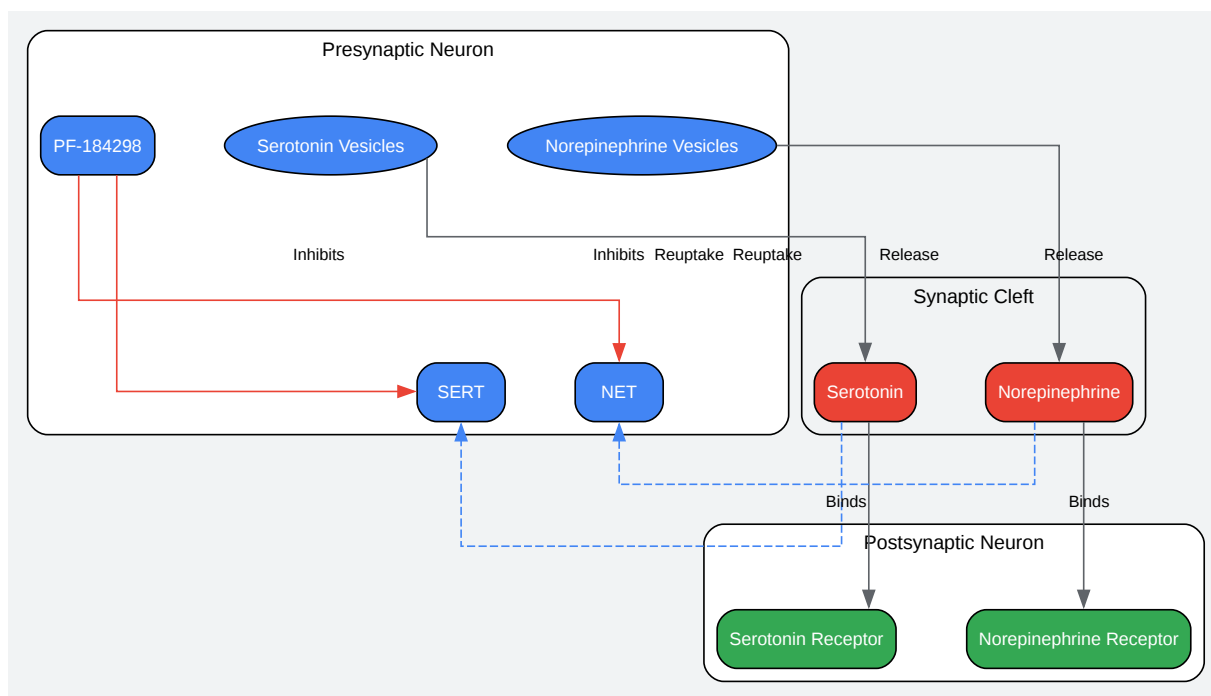 Presynaptic Neuron
PF-184298
Serotonin Vesicles
Norepinephrine Vesicles
Inhibits
Inhibits
Reuptake
Reuptake
Release
Release
Synaptic Cleft
SERT
NET
Serotonin
Norepinephrine
Binds
Binds
Postsynaptic Neuron
Serotonin Receptor
Norepinephrine Receptor